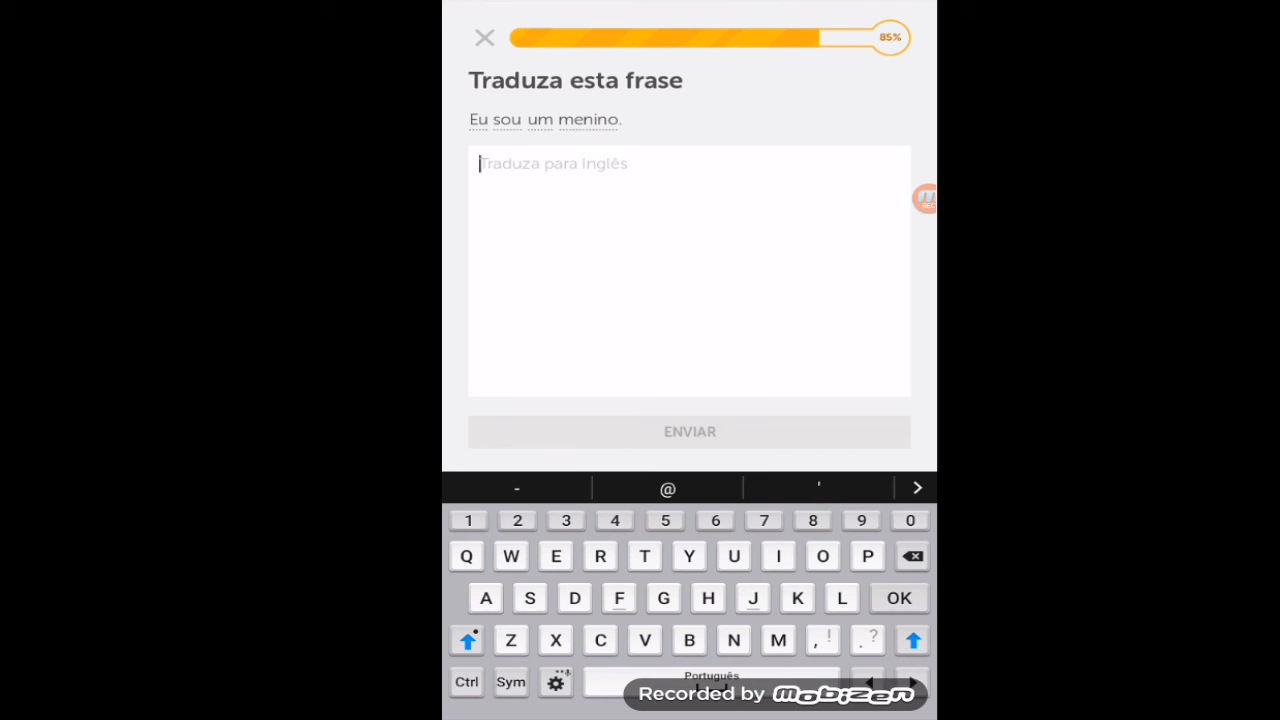 85%
Traduza esta frase
Eu sou um menino.
Traduza para Inglês
ENVIAR
- @ '
1 2 3 4 5 6 7 8 9 0
Q W E R T Y U I O P
A S D F G H J K L OK
Z X C V B N M , ! . ?
Ctrl Sym Português
Recorded by mobizen